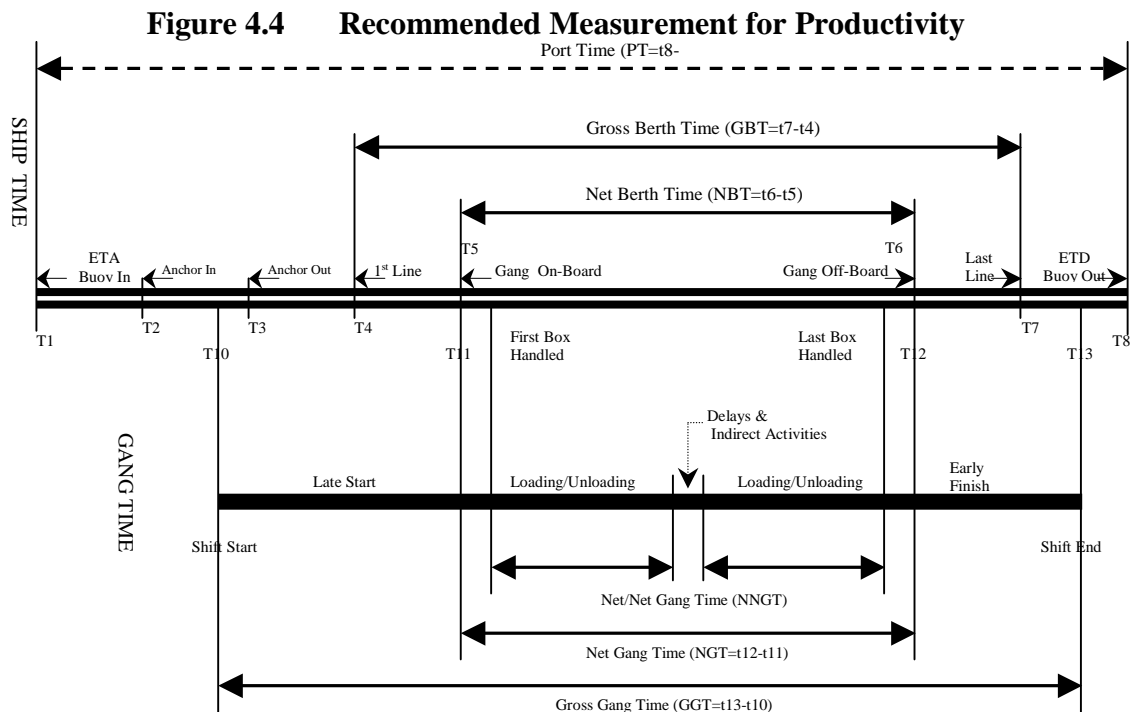 Figure 4.4 Recommended Measurement for Productivity
Port Time (PT=t8-
SHIP TIME
Gross Berth Time (GBT=t7-t4)
Net Berth Time (NBT=t6-t5)
T5
T6
ETA
Buoy In
Anchor In
Anchor Out
1st Line
Gang On-Board
Gang Off-Board
Last
Line
ETD
Buoy Out
T1
T2
T3
T4
T7
T8
T10
T11
First Box
Handled
Last Box
Handled
T12
T13
GANG TIME
Delays &
Indirect Activities
Late Start
Loading/Unloading
Loading/Unloading
Early
Finish
Shift Start
Shift End
Net/Net Gang Time (NNGT)
Net Gang Time (NGT=t12-t11)
Gross Gang Time (GGT=t13-t10)